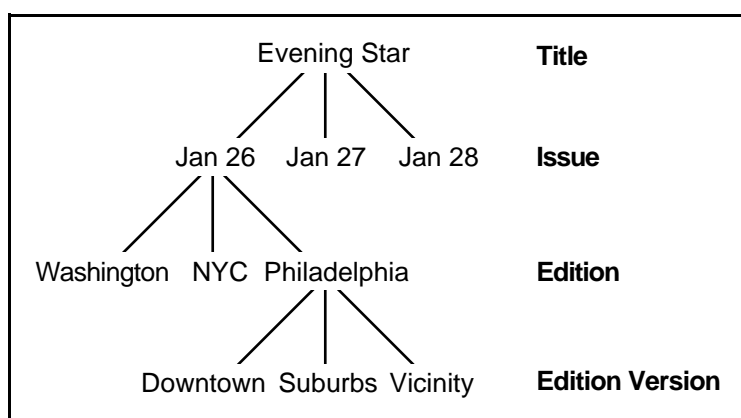 Evening Star Title
Jan 26 Jan 27 Jan 28 Issue
Washington NYC Philadelphia Edition
Downtown Suburbs Vicinity Edition Version